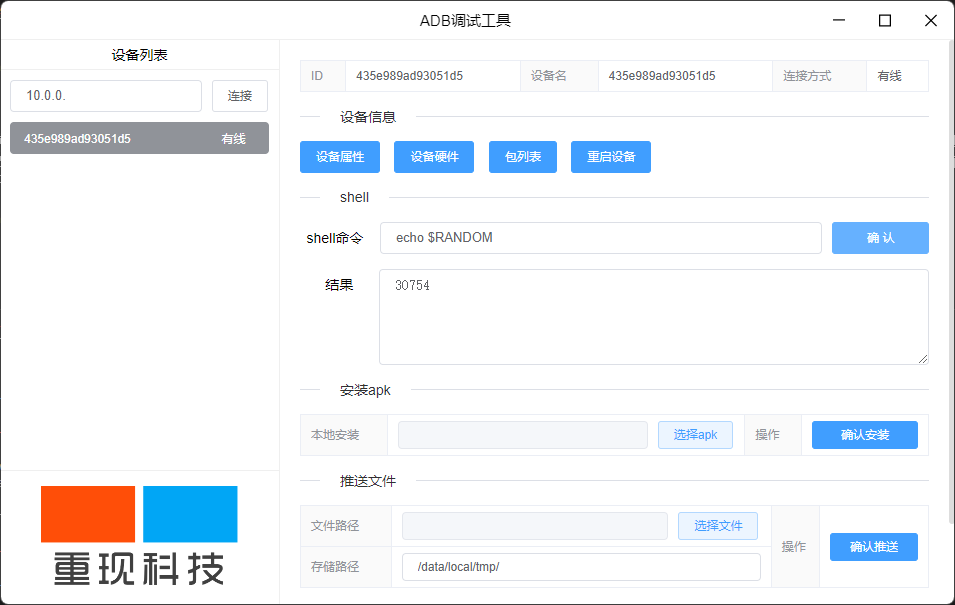 ADB调试工具
设备列表
10.0.0.
连接
435e989ad93051d5 有线
重现科技
ID 435e989ad93051d5 设备名 435e989ad93051d5 连接方式 有线
设备信息
设备属性 设备硬件 包列表 重启设备
shell
shell命令 echo $RANDOM 确 认
结果 30754
安装apk
本地安装 选择apk 操作 确认安装
推送文件
文件路径 选择文件
操作 确认推送
存储路径 /data/local/tmp/